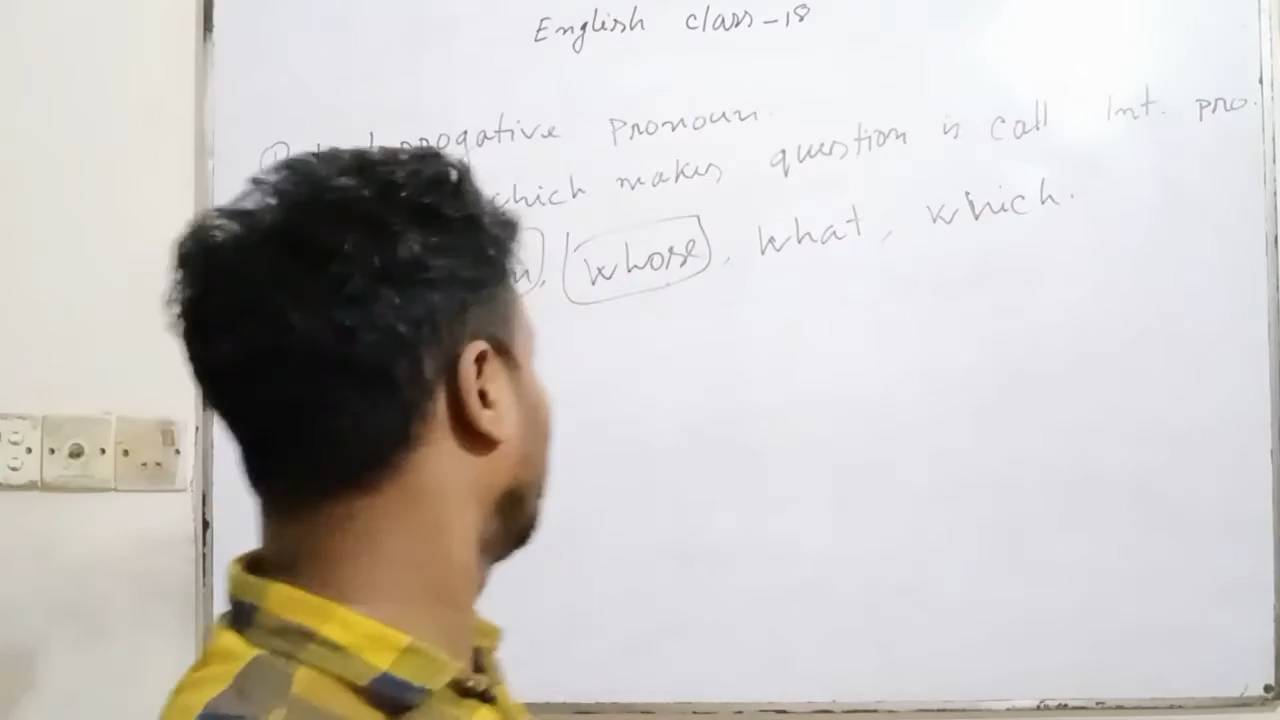 English class-18
Pronoun.
which makes question is call Int. pro.
whose, what, which.